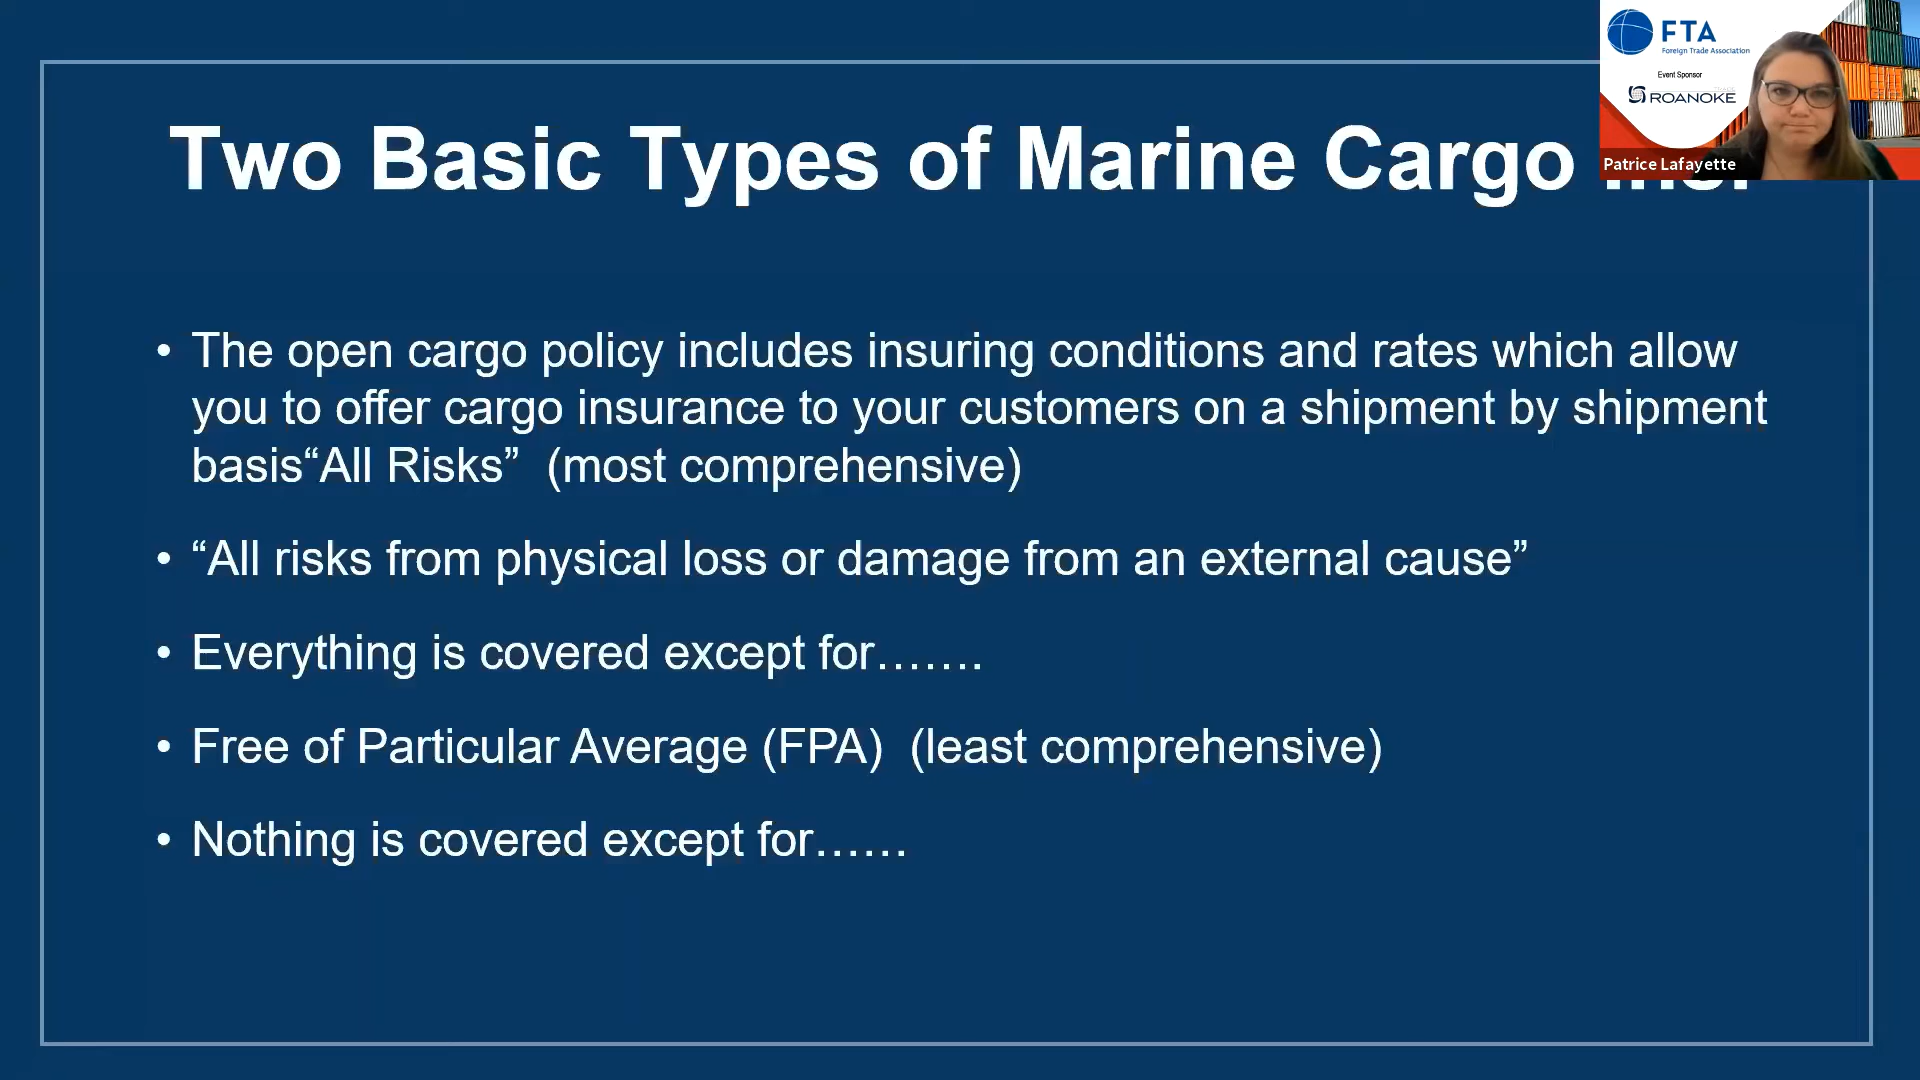 FTA
Foreign Trade Association
Event Sponsor
ROANOKE
Patrice Lafayette
Two Basic Types of Marine Cargo
• The open cargo policy includes insuring conditions and rates which allow
you to offer cargo insurance to your customers on a shipment by shipment
basis“All Risks”  (most comprehensive)
• “All risks from physical loss or damage from an external cause”
• Everything is covered except for…….
• Free of Particular Average (FPA)  (least comprehensive)
• Nothing is covered except for……